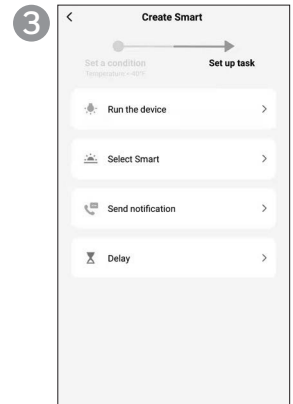 3
Create Smart
Set a condition Set up task
Run the device
Select Smart
Send notification
Delay